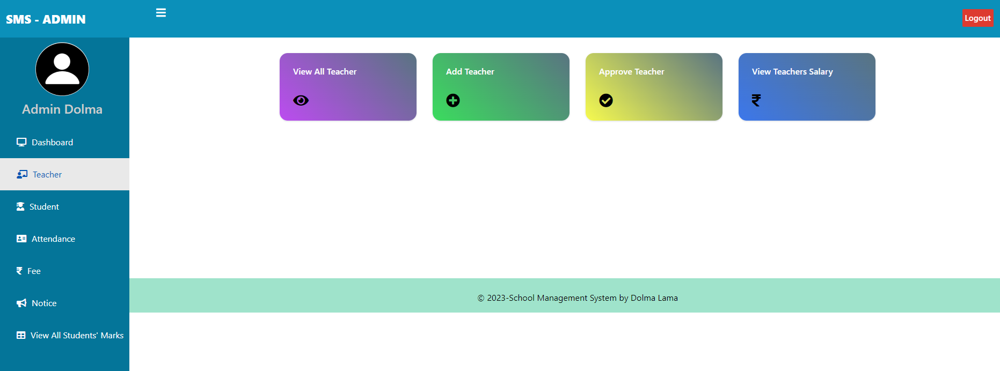 SMS - ADMIN
Logout
Admin Dolma
Dashboard
Teacher
Student
Attendance
Fee
Notice
View All Students' Marks
View All Teacher
Add Teacher
Approve Teacher
View Teachers Salary
© 2023-School Management System by Dolma Lama